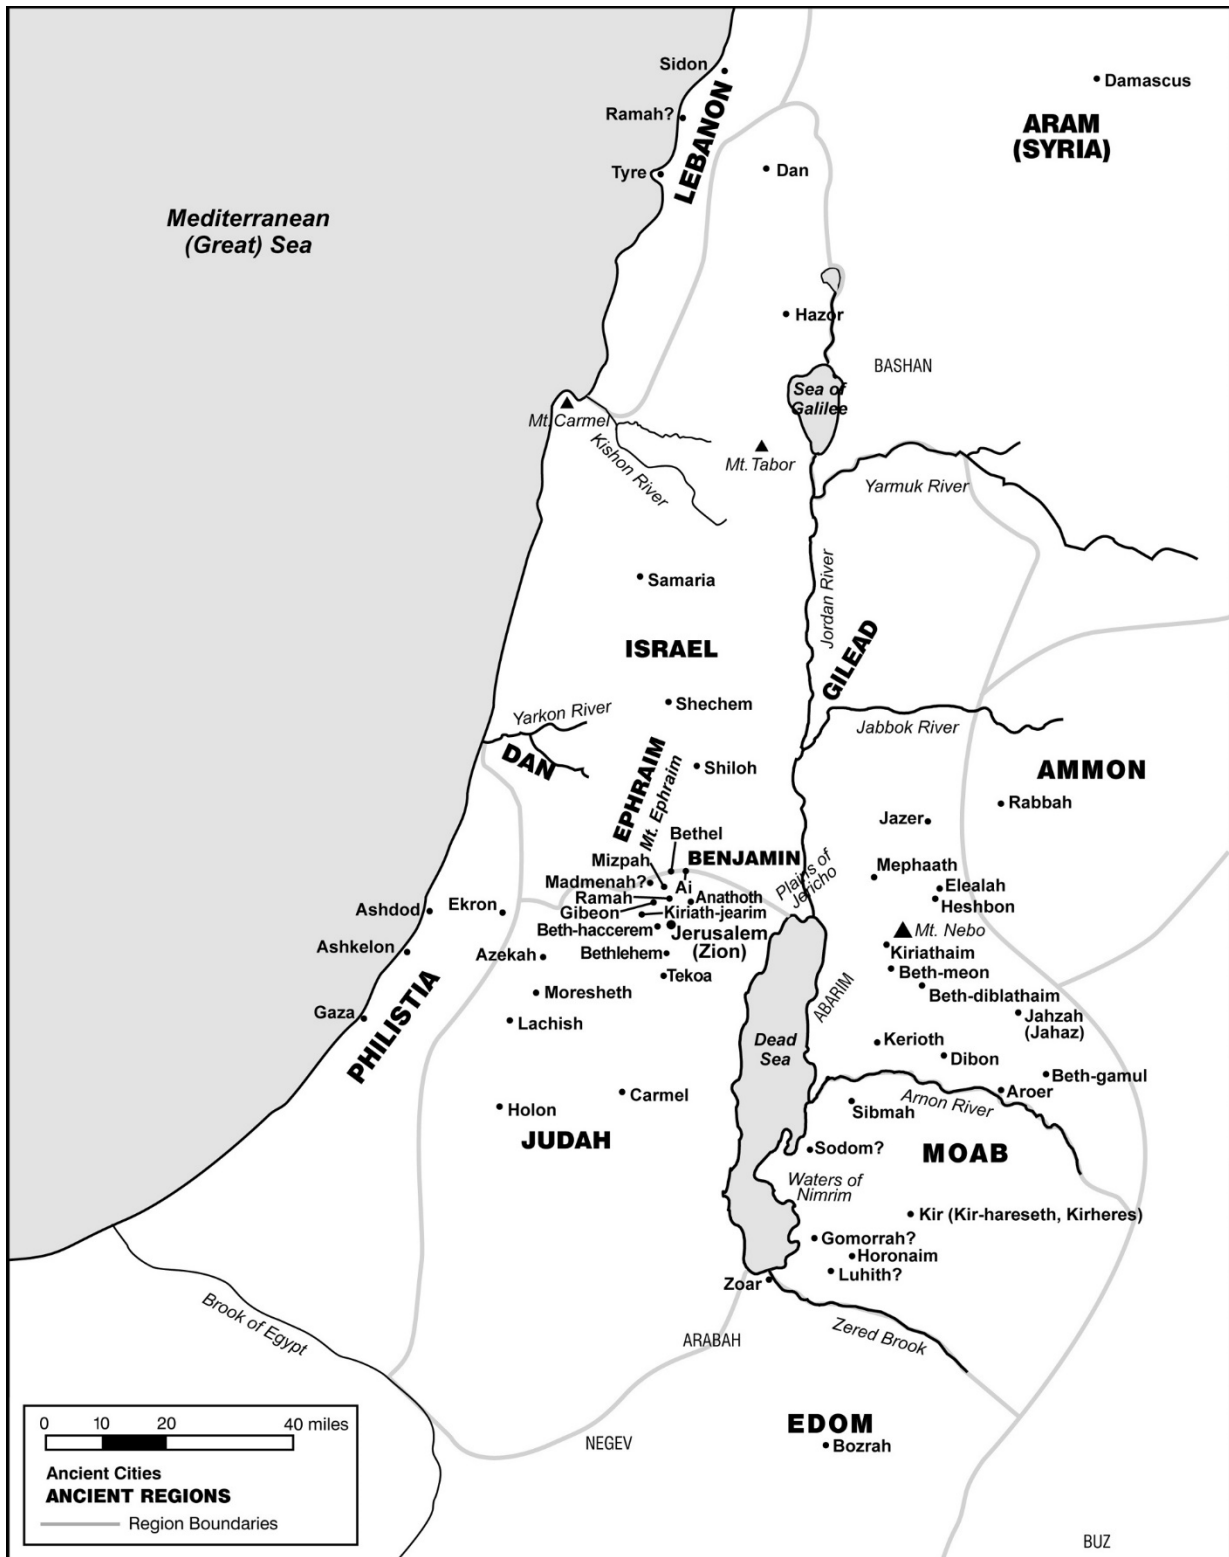 Sidon
Damascus
Ramah?
LEBANON
ARAM
(SYRIA)
Tyre
Dan
Mediterranean
(Great) Sea
Hazor
BASHAN
Sea of
Galilee
Mt. Carmel
Kishon River
Mt. Tabor
Yarmuk River
Samaria
Jordan River
ISRAEL
GILEAD
Shechem
Yarkon River
Jabbok River
DAN
EPHRAIM
Mt. Ephraim
Shiloh
AMMON
Rabbah
Jazer
Bethel
Mizpah
BENJAMIN
Plains of
Jericho
Mephaath
Madmenah?
Ai
Elealah
Ramah
Anathoth
Heshbon
Ashdod
Ekron
Gibeon
Kiriath-jearim
Beth-haccerem
Jerusalem
(Zion)
Mt. Nebo
Ashkelon
Azekah
Bethlehem
Kiriathaim
Tekoa
Beth-meon
Moresheth
ABARIM
Beth-diblathaim
Gaza
PHILISTIA
Lachish
Jahzah
(Jahaz)
Dead
Sea
Kerioth
Dibon
Beth-gamul
Carmel
Aroer
Holon
Sibmah
Arnon River
JUDAH
Sodom?
MOAB
Waters of
Nimrim
Kir (Kir-hareseth, Kirheres)
Gomorrah?
Horonaim
Luhith?
Zoar
Brook of Egypt
ARABAH
Zered Brook
EDOM
NEGEV
Bozrah
BUZ
0 10 20 40 miles
Ancient Cities
ANCIENT REGIONS
Region Boundaries